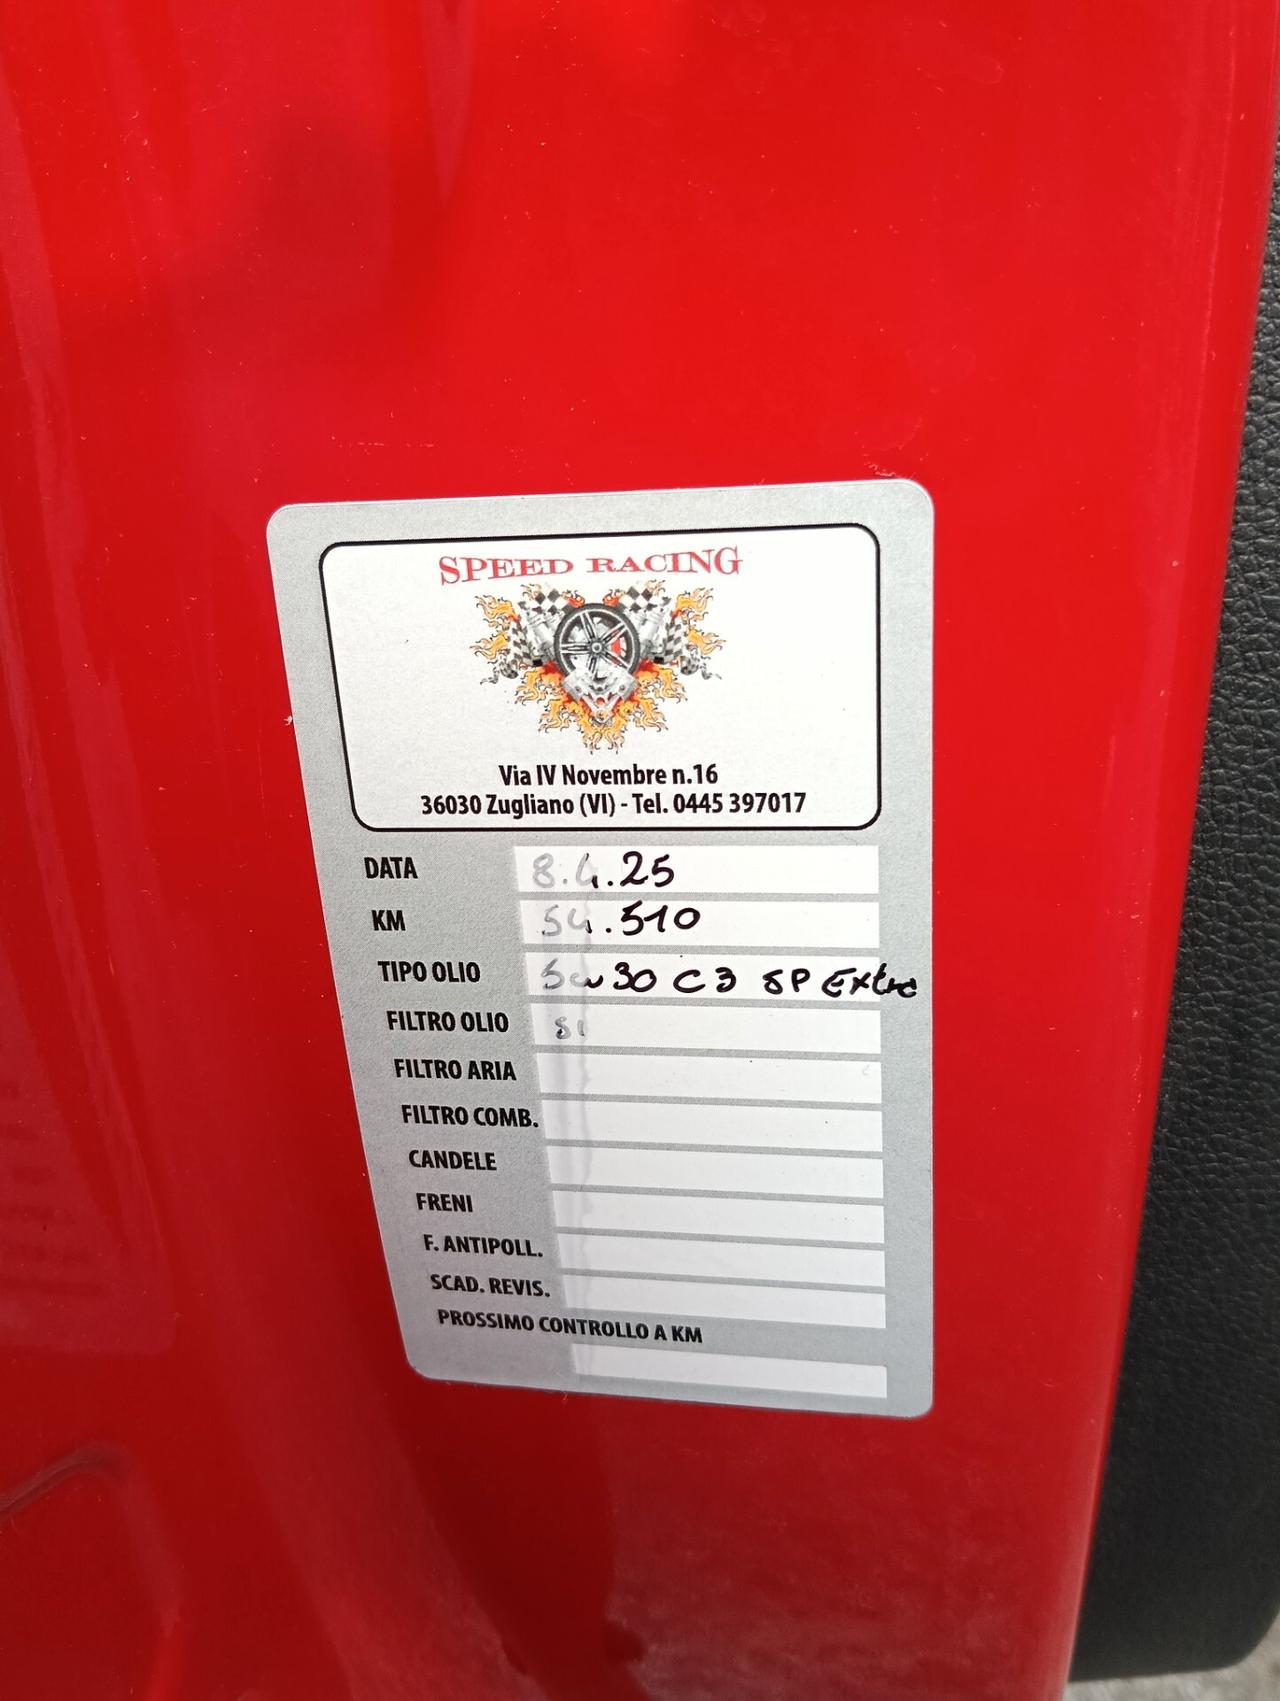 SPEED RACING
Via IV Novembre n.16
36030 Zugliano (VI) - Tel. 0445 397017
DATA 8.4.25
KM 54.510
TIPO OLIO 5w30 C3 SP Extra
FILTRO OLIO SI
FILTRO ARIA
FILTRO COMB.
CANDELE
FRENI
F. ANTIPOLL.
SCAD. REVIS.
PROSSIMO CONTROLLO A KM